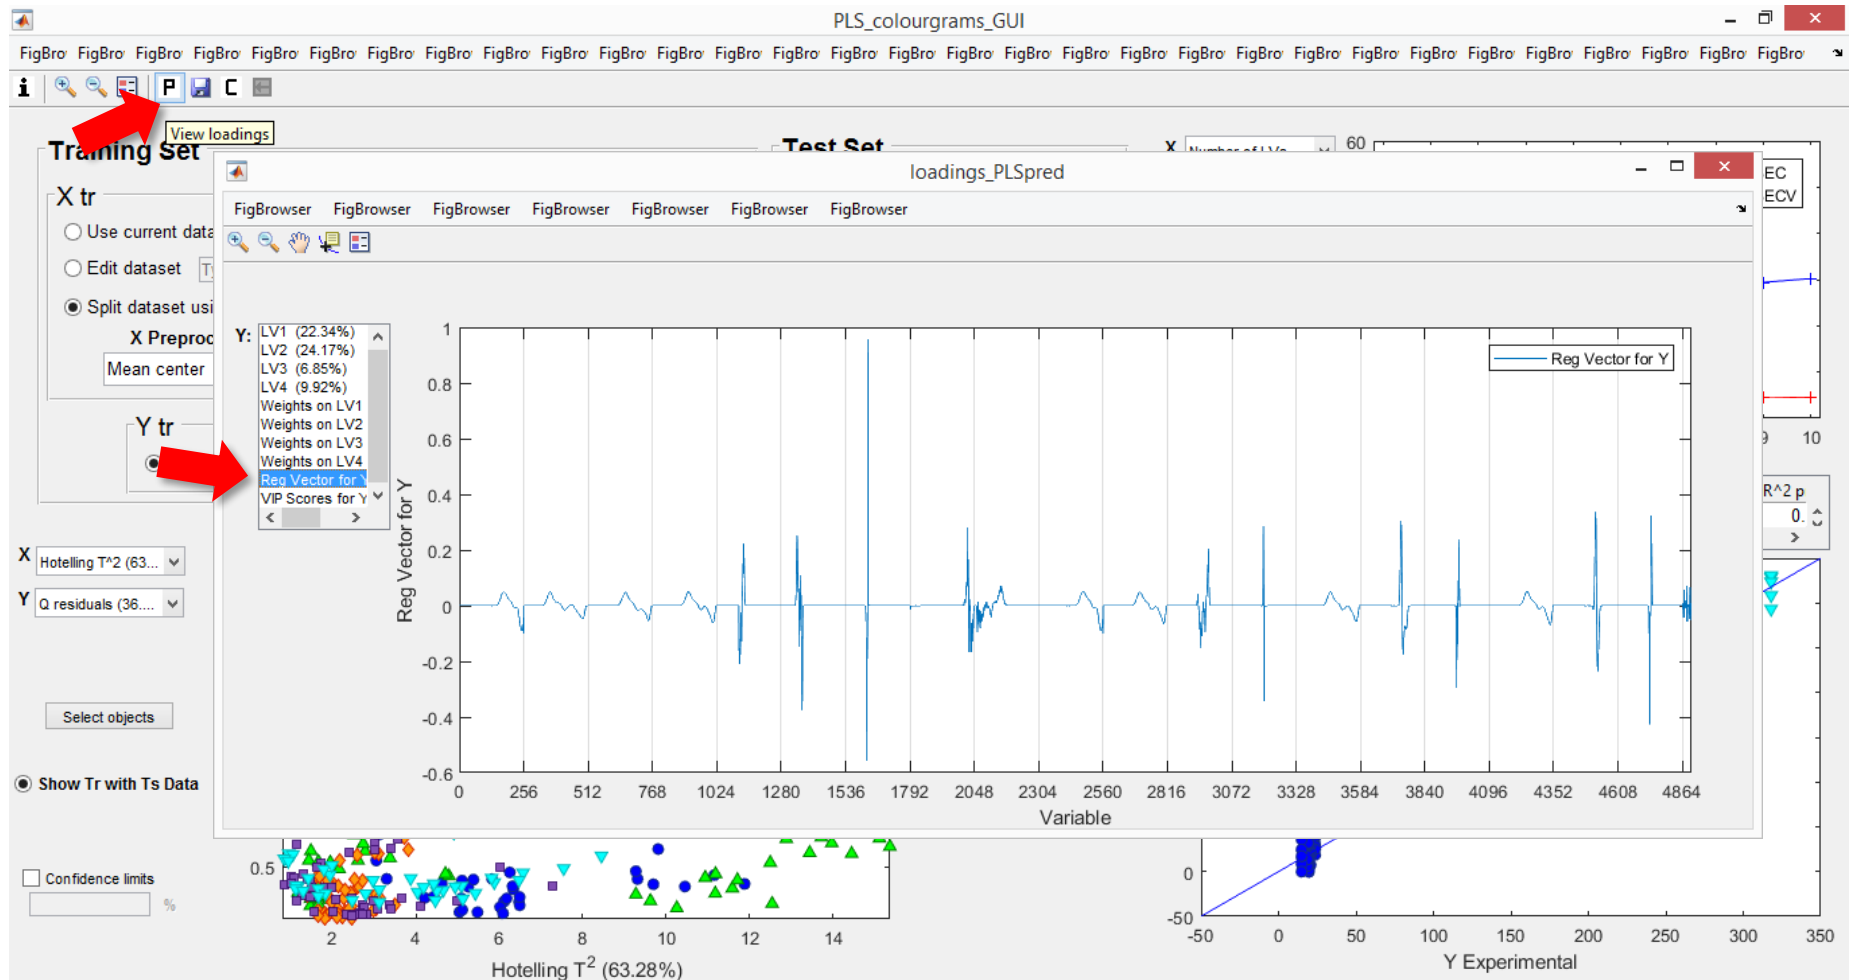 PLS_colourgrams_GUI
FigBro FigBro FigBro FigBro FigBro FigBro FigBro FigBro FigBro FigBro FigBro FigBro FigBro FigBro FigBro FigBro FigBro FigBro FigBro FigBro FigBro FigBro FigBro FigBro FigBro FigBro FigBro FigBro FigBro FigBro FigBro
i P C
View loadings
Training Set
Test Set
X
60
loadings_PLSpred
EC
ECV
X tr
FigBrowser FigBrowser FigBrowser FigBrowser FigBrowser FigBrowser FigBrowser
Use current data
Edit dataset
Split dataset usi
X Preproc
Mean center
Y tr
Y:
LV1 (22.34%)
LV2 (24.17%)
LV3 (6.85%)
LV4 (9.92%)
Weights on LV1
Weights on LV2
Weights on LV3
Weights on LV4
Reg Vector for Y
VIP Scores for Y
Reg Vector for Y
1
0.8
0.6
0.4
0.2
0
-0.2
-0.4
-0.6
Reg Vector for Y
0 256 512 768 1024 1280 1536 1792 2048 2304 2560 2816 3072 3328 3584 3840 4096 4352 4608 4864
Variable
10
R^2 p
0.
X Hotelling T^2 (63...
Y Q residuals (36....
Select objects
Show Tr with Ts Data
Confidence limits
%
0.5
2 4 6 8 10 12 14
Hotelling T2 (63.28%)
0
-50
-50 0 50 100 150 200 250 300 350
Y Experimental